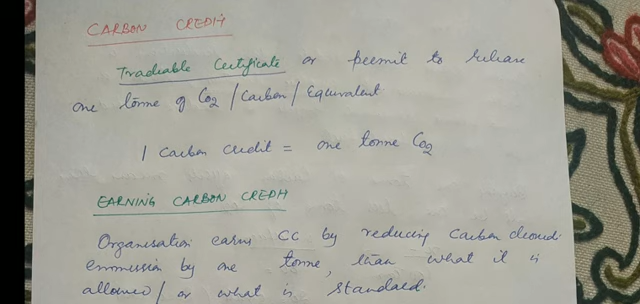 CARBON CREDIT
Tradeable Certificate or permit to release
one tonne of Co2 / Carbon / Equivalent
1 carbon credit = one tonne Co2
EARNING CARBON CREDIT
Organisation earns CC by reducing Carbon dioxide
emmission by one tonne, than what it is
allowed / or what is standard.